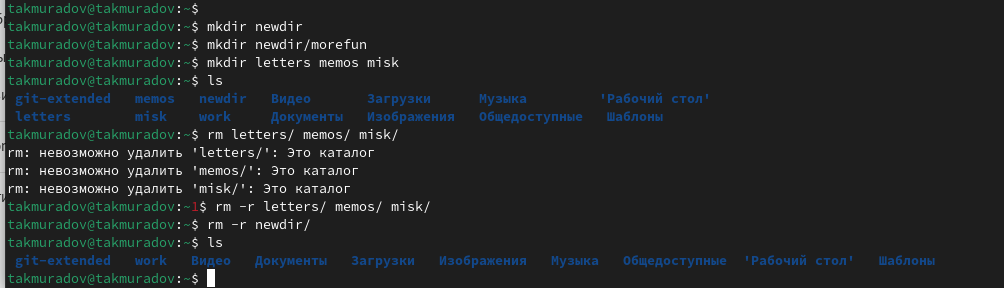 takmuradov@takmuradov:~$
takmuradov@takmuradov:~$ mkdir newdir
takmuradov@takmuradov:~$ mkdir newdir/morefun
takmuradov@takmuradov:~$ mkdir letters memos misk
takmuradov@takmuradov:~$ ls
git-extended memos newdir Видео Загрузки Музыка 'Рабочий стол'
letters misk work Документы Изображения Общедоступные Шаблоны
takmuradov@takmuradov:~$ rm letters/ memos/ misk/
rm: невозможно удалить 'letters/': Это каталог
rm: невозможно удалить 'memos/': Это каталог
rm: невозможно удалить 'misk/': Это каталог
takmuradov@takmuradov:~1$ rm -r letters/ memos/ misk/
takmuradov@takmuradov:~$ rm -r newdir/
takmuradov@takmuradov:~$ ls
git-extended work Видео Документы Загрузки Изображения Музыка Общедоступные 'Рабочий стол' Шаблоны
takmuradov@takmuradov:~$